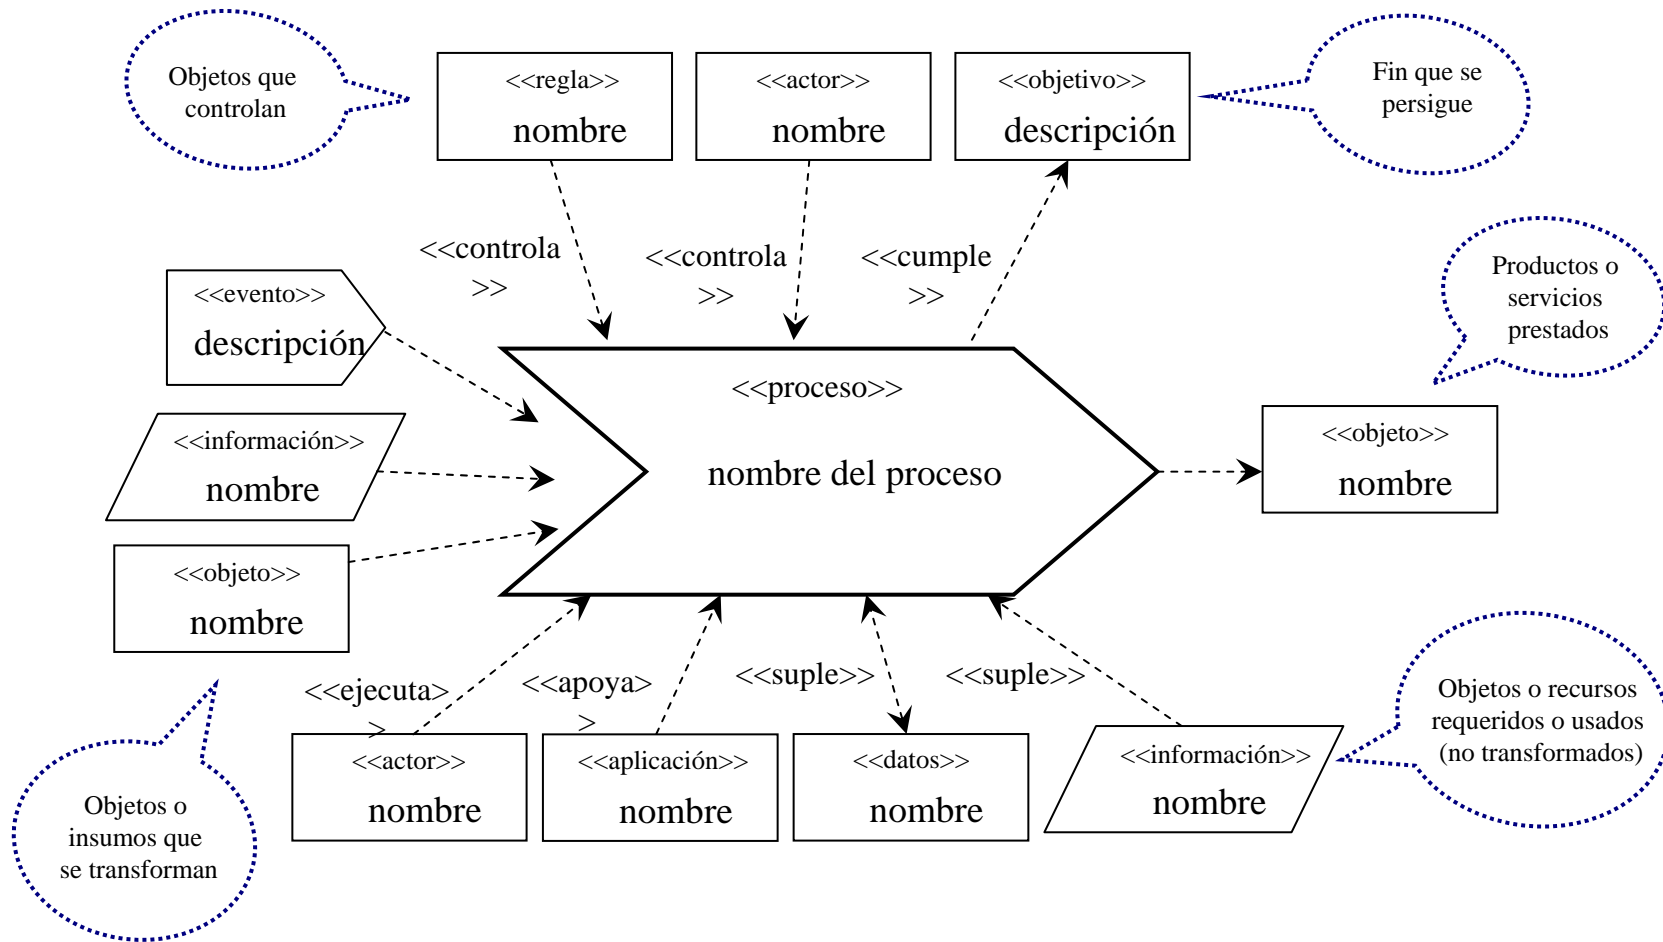 Objetos que
controlan
<<regla>>
nombre
<<actor>>
nombre
<<objetivo>>
descripción
Fin que se
persigue
<<controla
>>
<<controla
>>
<<cumple
>>
Productos o
servicios
prestados
<<evento>>
descripción
<<proceso>>
nombre del proceso
<<información>>
nombre
<<objeto>>
nombre
<<objeto>>
nombre
<<ejecuta>
>
<<apoya>
>
<<suple>>
<<suple>>
Objetos o recursos
requeridos o usados
(no transformados)
<<actor>>
nombre
<<aplicación>>
nombre
<<datos>>
nombre
<<información>>
nombre
Objetos o
insumos que
se transforman